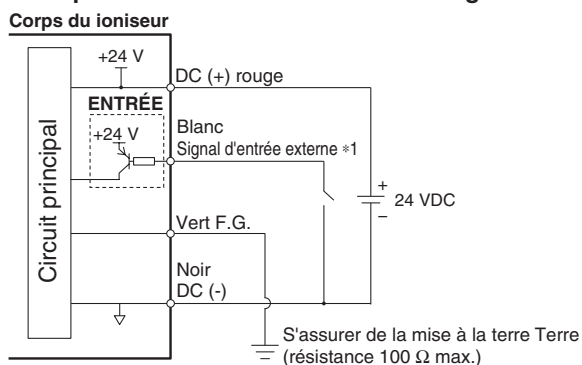 Corps du ioniseur
+24 V
DC (+) rouge
ENTRÉE
+24 V
Blanc
Signal d'entrée externe *1
Circuit principal
+
24 VDC
−
Vert F.G.
Noir
DC (-)
S'assurer de la mise à la terre Terre
(résistance 100 Ω max.)